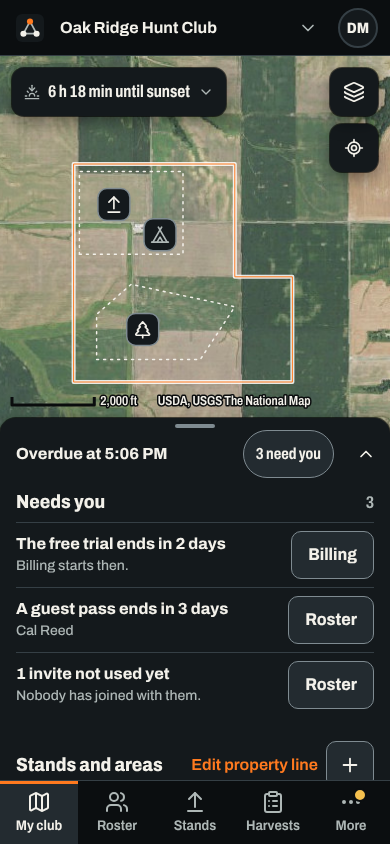 Oak Ridge Hunt Club
DM
6 h 18 min until sunset
2,000 ft
USDA, USGS The National Map
Overdue at 5:06 PM
3 need you
Needs you
3
The free trial ends in 2 days
Billing starts then.
Billing
A guest pass ends in 3 days
Cal Reed
Roster
1 invite not used yet
Nobody has joined with them.
Roster
Stands and areas
Edit property line
My club
Roster
Stands
Harvests
More